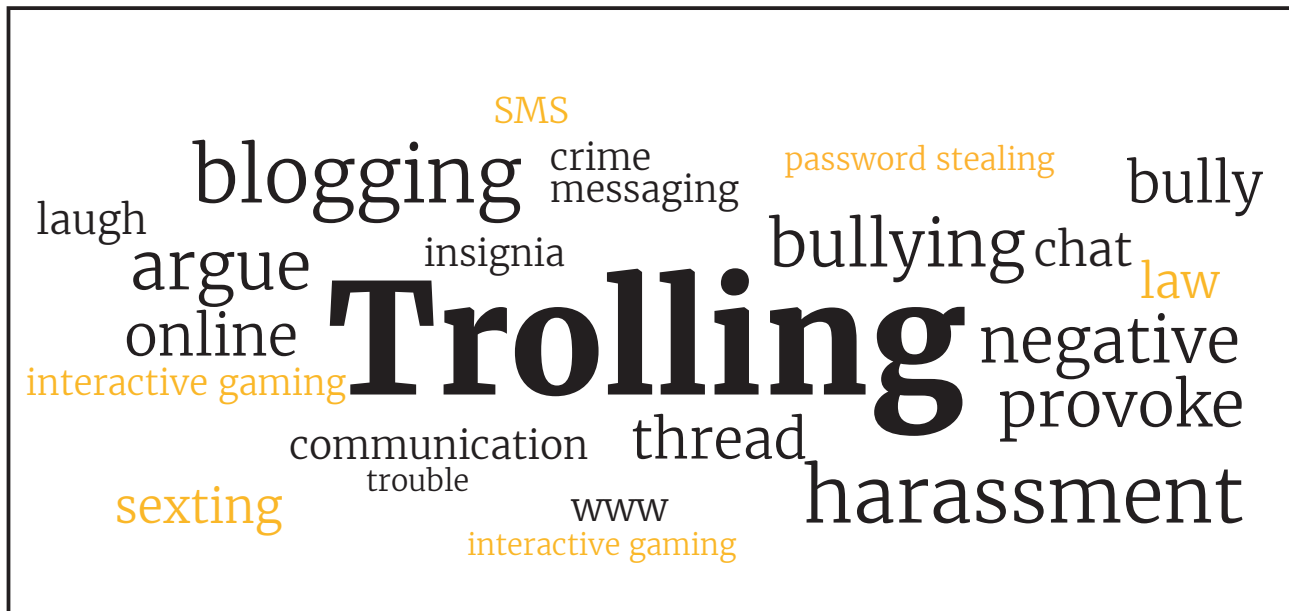 SMS
blogging
crime
messaging
password stealing
bully
laugh
argue
insignia
bullying
chat
law
online
Trolling
negative
interactive gaming
provoke
communication
thread
trouble
harassment
sexting
www
interactive gaming